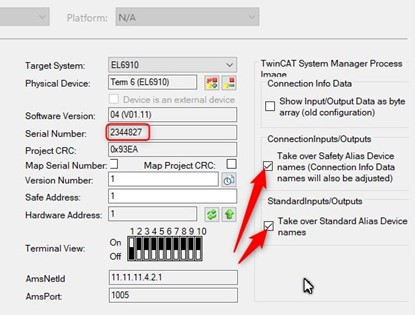 Platform: N/A
Target System: EL6910
Physical Device: Term 6 (EL6910)
Device is an external device
Software Version: 04 (V01.11)
Serial Number: 2344827
Project CRC: 0x93EA
Map Serial Number: Map Project CRC:
Version Number: 1
Safe Address: 1
Hardware Address: 1
1 2 3 4 5 6 7 8 9 10
Terminal View: On
Off
AmsNetId 11.11.11.4.2.1
AmsPort: 1005
TwinCAT System Manager Process
Image
Connection Info Data
Show Input/Output Data as byte
array (old configuration)
ConnectionInputs/Outputs
Take over Safety Alias Device
names (Connection Info Data
names will also be adjusted)
StandardInputs/Outputs
Take over Standard Alias Device
names